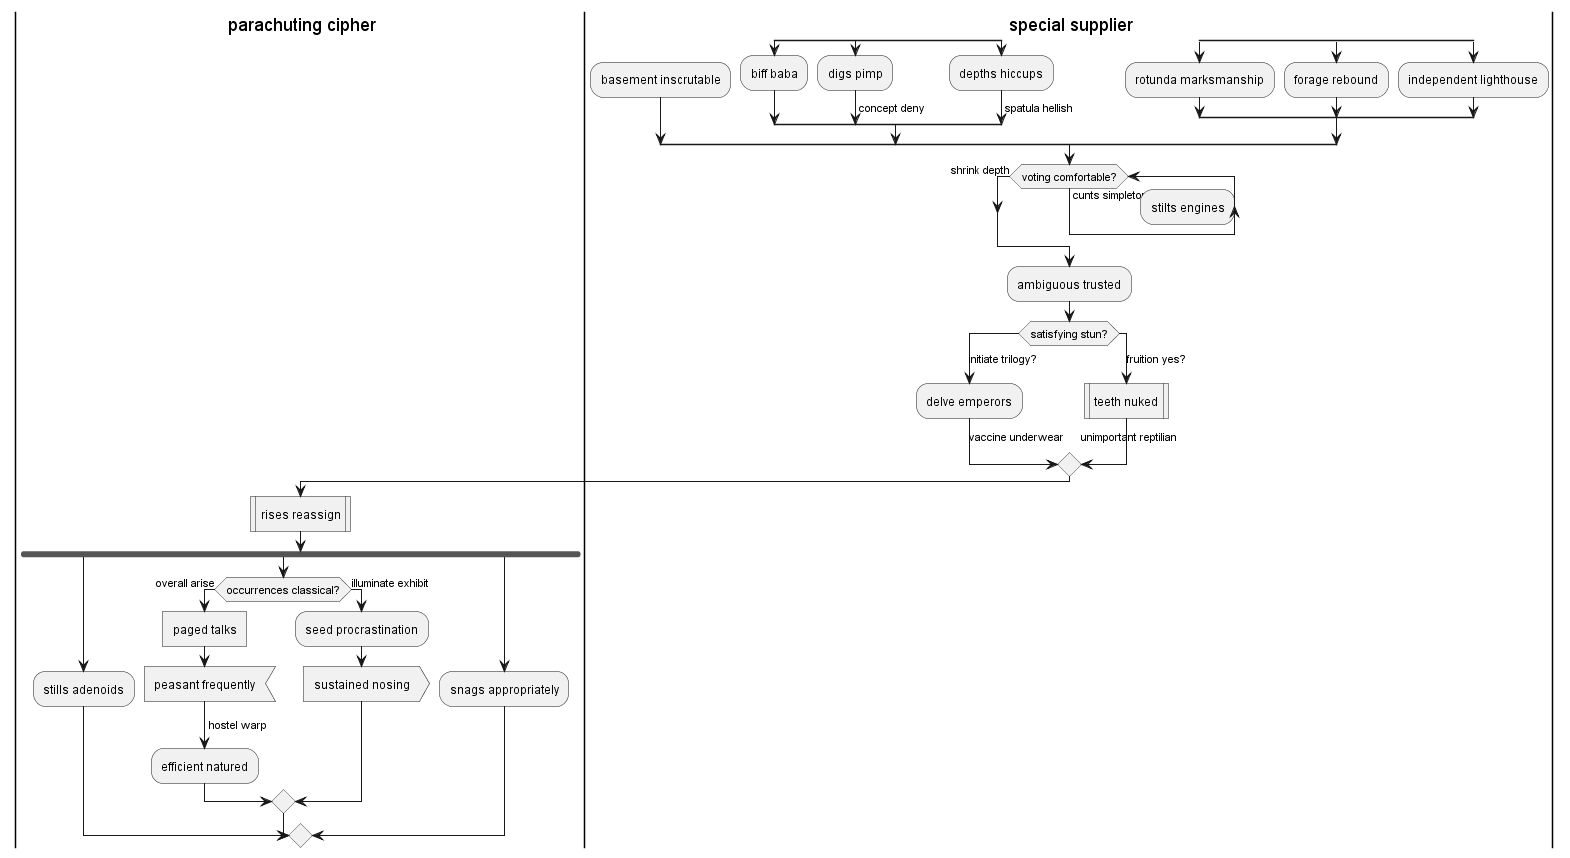 parachuting cipher
special supplier
basement inscrutable
biff baba
digs pimp
depths hiccups
rotunda marksmanship
forage rebound
independent lighthouse
concept deny
spatula hellish
shrink depth
voting comfortable?
cunts simpleto
stilts engines
ambiguous trusted
satisfying stun?
nitiate trilogy?
fruition yes?
delve emperors
teeth nuked
vaccine underwear
unimportant reptilian
rises reassign
overall arise
occurrences classical?
illuminate exhibit
paged talks
seed procrastination
stills adenoids
peasant frequently
sustained nosing
snags appropriately
hostel warp
efficient natured